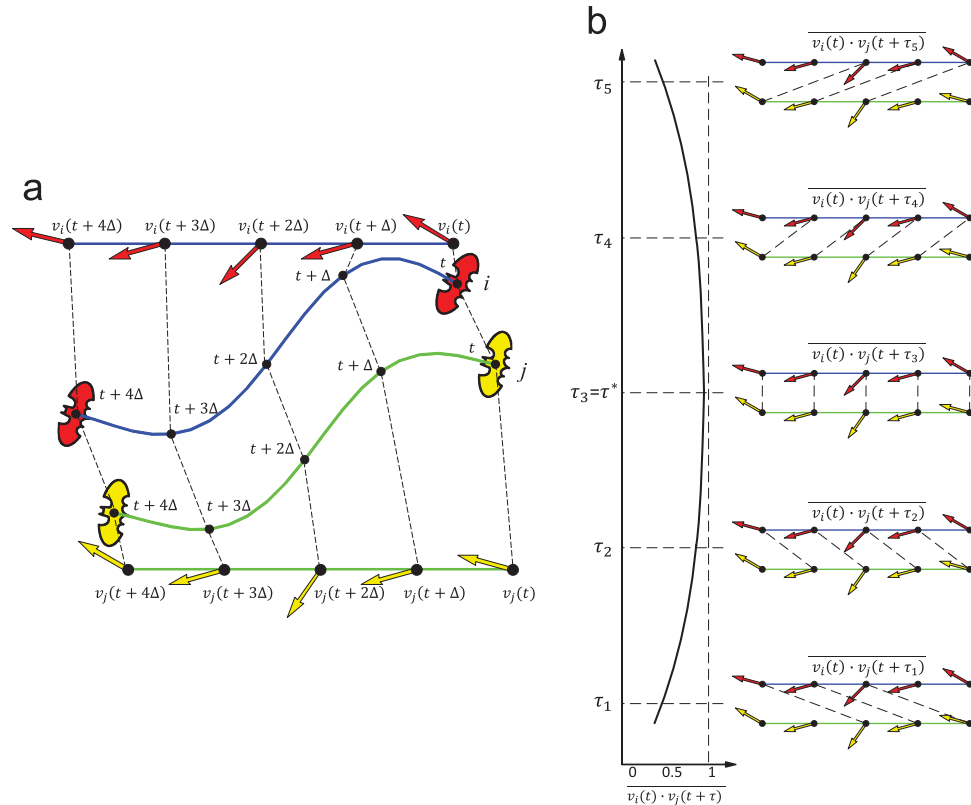 a
v_i(t + 4Δ) v_i(t + 3Δ) v_i(t + 2Δ) v_i(t + Δ) v_i(t)
t i
t + Δ
t j
t + 2Δ t + Δ
t + 4Δ
t + 3Δ
t + 2Δ
t + 4Δ t + 3Δ
v_j(t + 4Δ) v_j(t + 3Δ) v_j(t + 2Δ) v_j(t + Δ) v_j(t)
b
v_i(t) · v_j(t + τ_5)
τ_5
v_i(t) · v_j(t + τ_4)
τ_4
v_i(t) · v_j(t + τ_3)
τ_3=τ*
v_i(t) · v_j(t + τ_2)
τ_2
v_i(t) · v_j(t + τ_1)
τ_1
0 0.5 1
v_i(t) · v_j(t + τ)